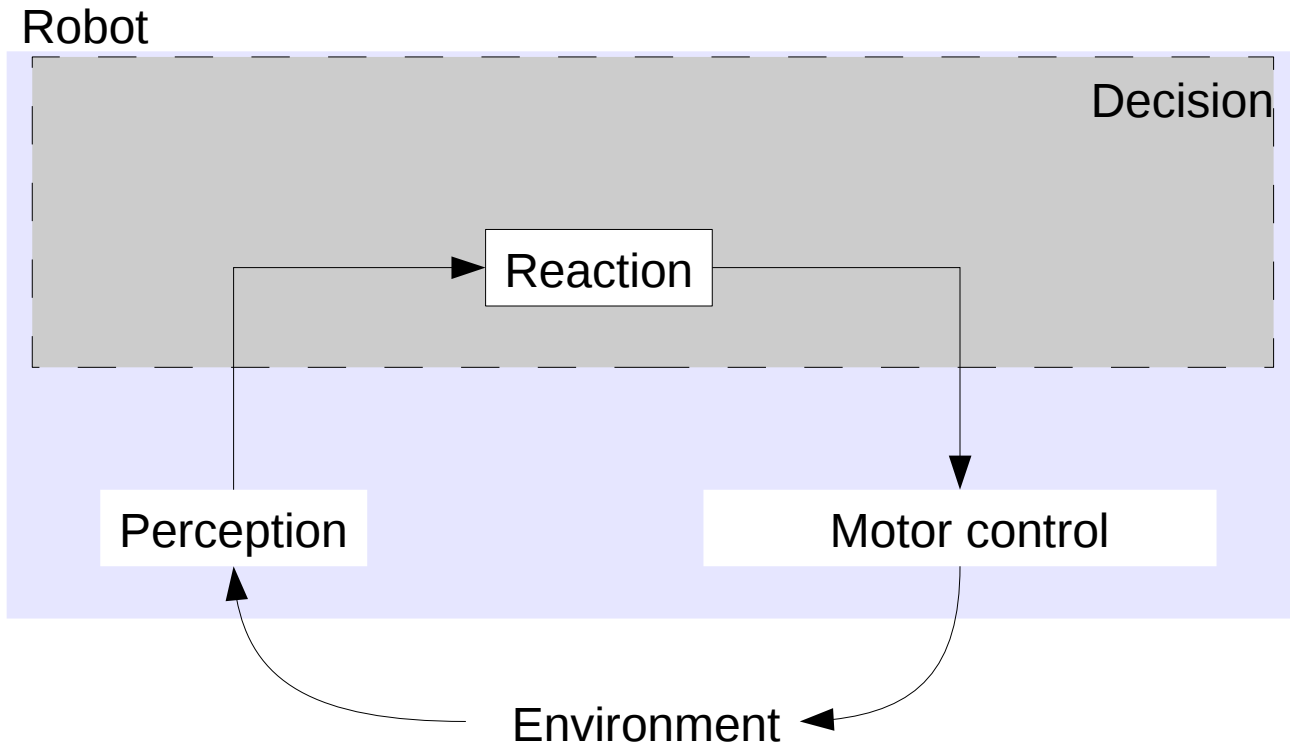 Robot
Decision
Reaction
Perception
Motor control
Environment